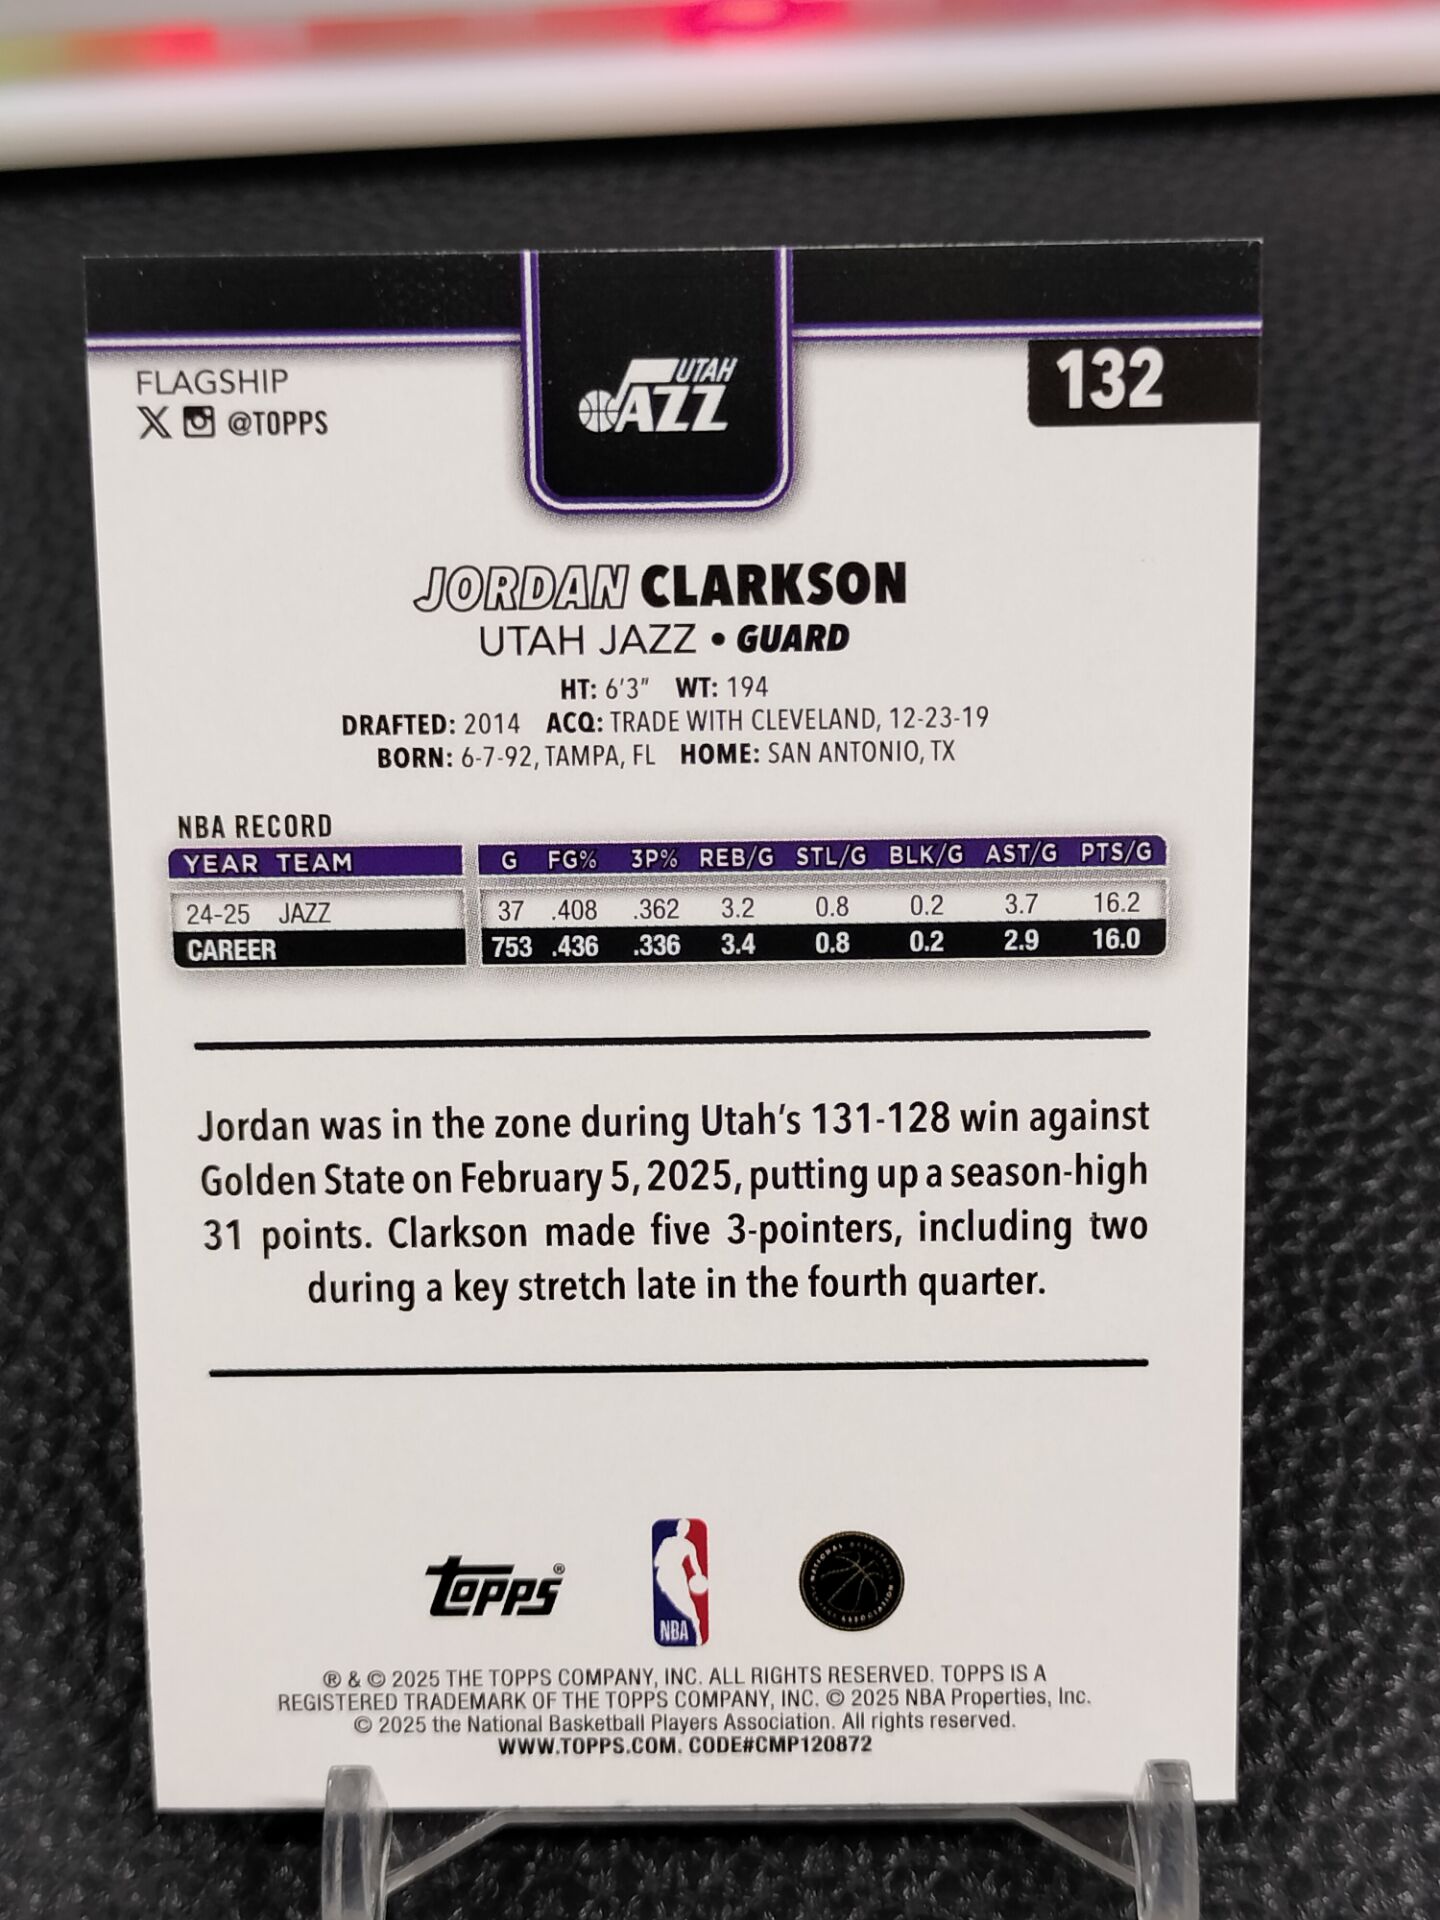 UTAH
JAZZ
FLAGSHIP
132
@TOPPS
JORDAN CLARKSON
UTAH JAZZ • GUARD
HT: 6'3" WT: 194
DRAFTED: 2014 ACQ: TRADE WITH CLEVELAND, 12-23-19
BORN: 6-7-92, TAMPA, FL HOME: SAN ANTONIO, TX
NBA RECORD
YEAR TEAM G FG% 3P% REB/G STL/G BLK/G AST/G PTS/G
24-25 JAZZ 37 .408 .362 3.2 0.8 0.2 3.7 16.2
CAREER 753 .436 .336 3.4 0.8 0.2 2.9 16.0
Jordan was in the zone during Utah's 131-128 win against
Golden State on February 5, 2025, putting up a season-high
31 points. Clarkson made five 3-pointers, including two
during a key stretch late in the fourth quarter.
topps®
NBA
NATIONAL BASKETBALL
ASSOCIATION
® & © 2025 THE TOPPS COMPANY, INC. ALL RIGHTS RESERVED. TOPPS IS A
REGISTERED TRADEMARK OF THE TOPPS COMPANY, INC. © 2025 NBA Properties, Inc.
© 2025 the National Basketball Players Association. All rights reserved.
WWW.TOPPS.COM. CODE#CMP120872